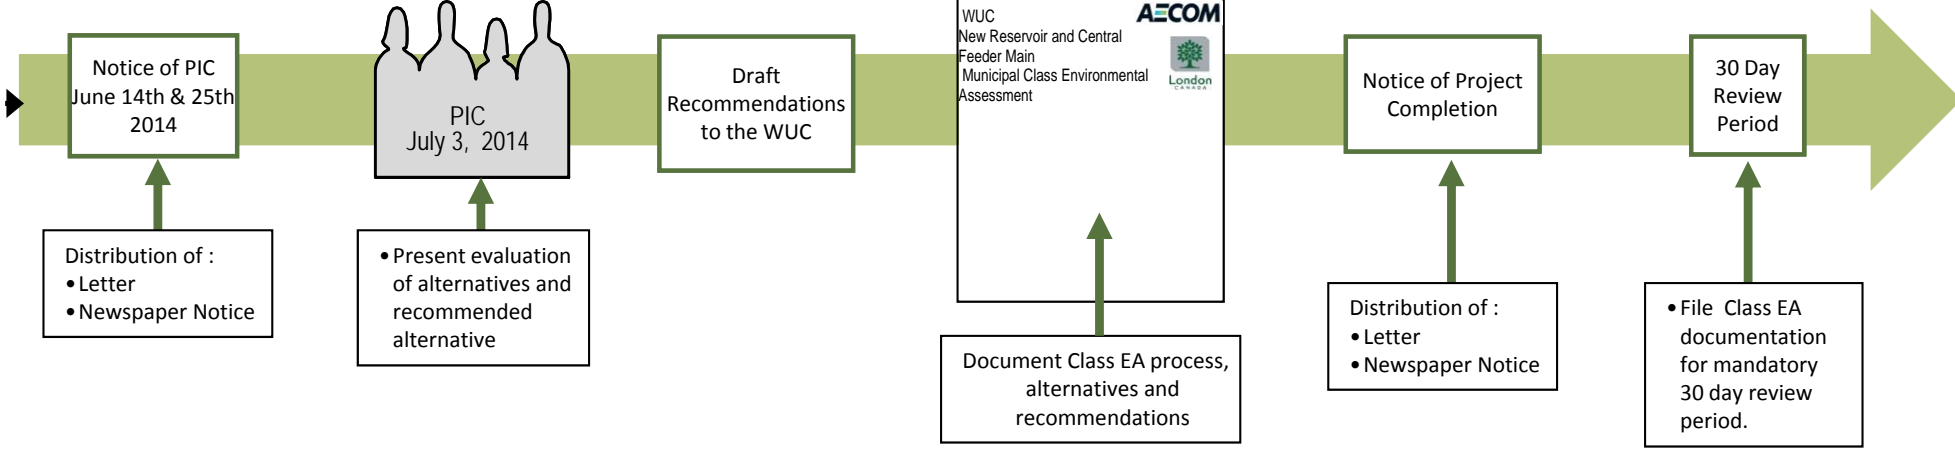 Notice of PIC
June 14th & 25th
2014
PIC
July 3, 2014
Draft
Recommendations
to the WUC
WUC
New Reservoir and Central
Feeder Main
Municipal Class Environmental
Assessment
AECOM
London
CANADA
Notice of Project
Completion
30 Day
Review
Period
Distribution of :
•Letter
•Newspaper Notice
•Present evaluation
of alternatives and
recommended
alternative
Document Class EA process,
alternatives and
recommendations
Distribution of :
•Letter
•Newspaper Notice
•File Class EA
documentation
for mandatory
30 day review
period.